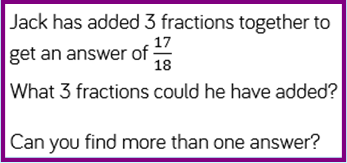 Jack has added 3 fractions together to
get an answer of 17/18
What 3 fractions could he have added?
Can you find more than one answer?